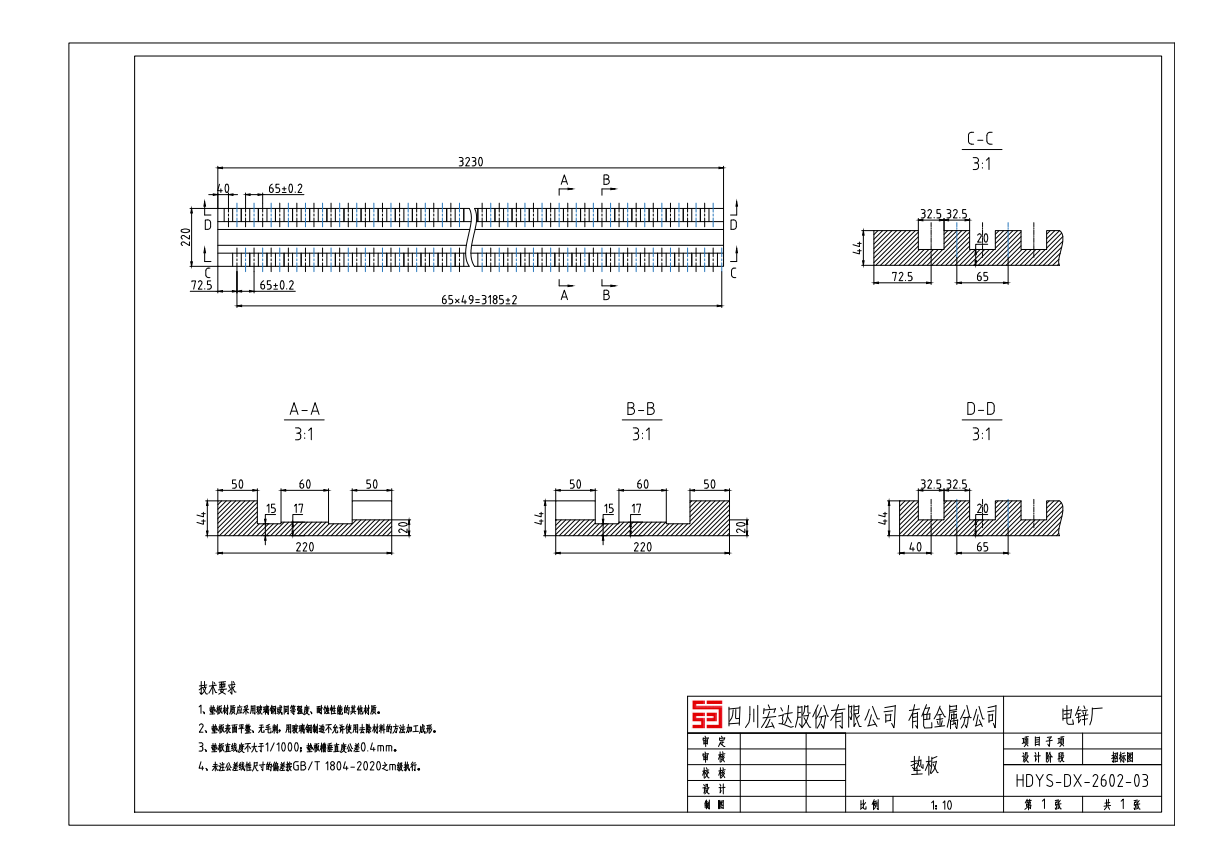 C-C
3:1
3230
40
65±0.2
A
B
D
D
220
C
C
72.5
65±0.2
A
B
65×49=3185±2
32.5 32.5
44
20
72.5
65
A-A
3:1
B-B
3:1
D-D
3:1
50
60
50
44
15
17
20
220
50
60
50
44
15
17
20
220
32.5 32.5
44
20
40
65
技术要求
1、垫板材质应采用玻璃钢或同等强度、耐蚀性能的其他材质。
2、垫板表面平整、无毛刺，用玻璃钢制造不允许使用去除材料的方法加工成形。
3、垫板直线度不大于1/1000；垫板槽垂直度公差0.4mm。
4、未注公差线性尺寸的偏差按GB/T 1804-2020之m级执行。
四川宏达股份有限公司 有色金属分公司
电锌厂
审 定
审 核
校 核
设 计
制 图
垫板
比 例
1: 10
项 目 子 项
设 计 阶 段
招标图
HDYS-DX-2602-03
第 1 张
共 1 张